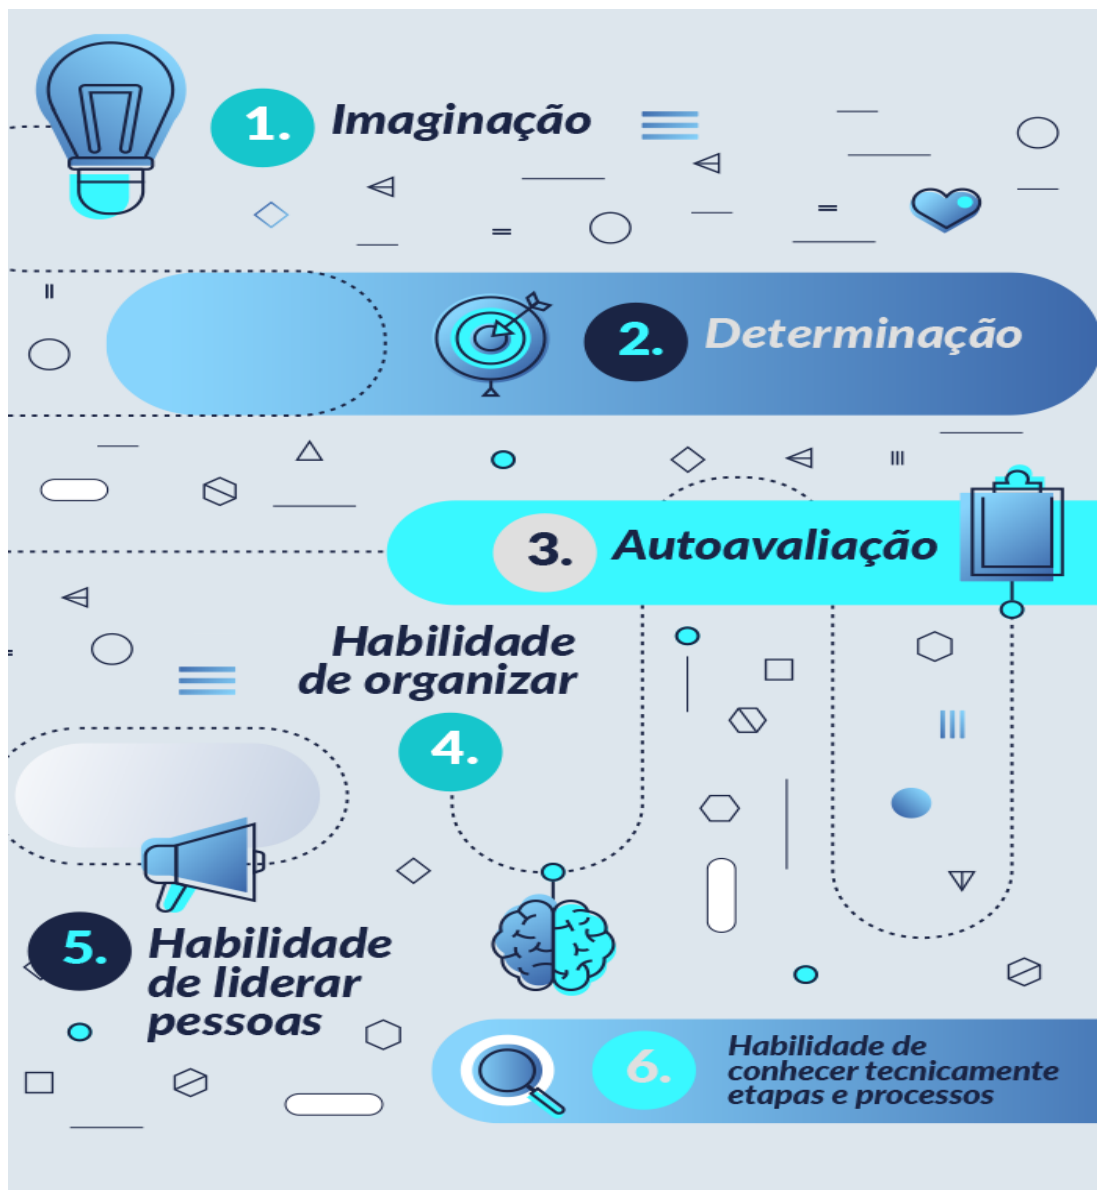 1. Imaginação
2. Determinação
3. Autoavaliação
Habilidade
de organizar
4.
5. Habilidade
de liderar
pessoas
6. Habilidade de
conhecer tecnicamente
etapas e processos